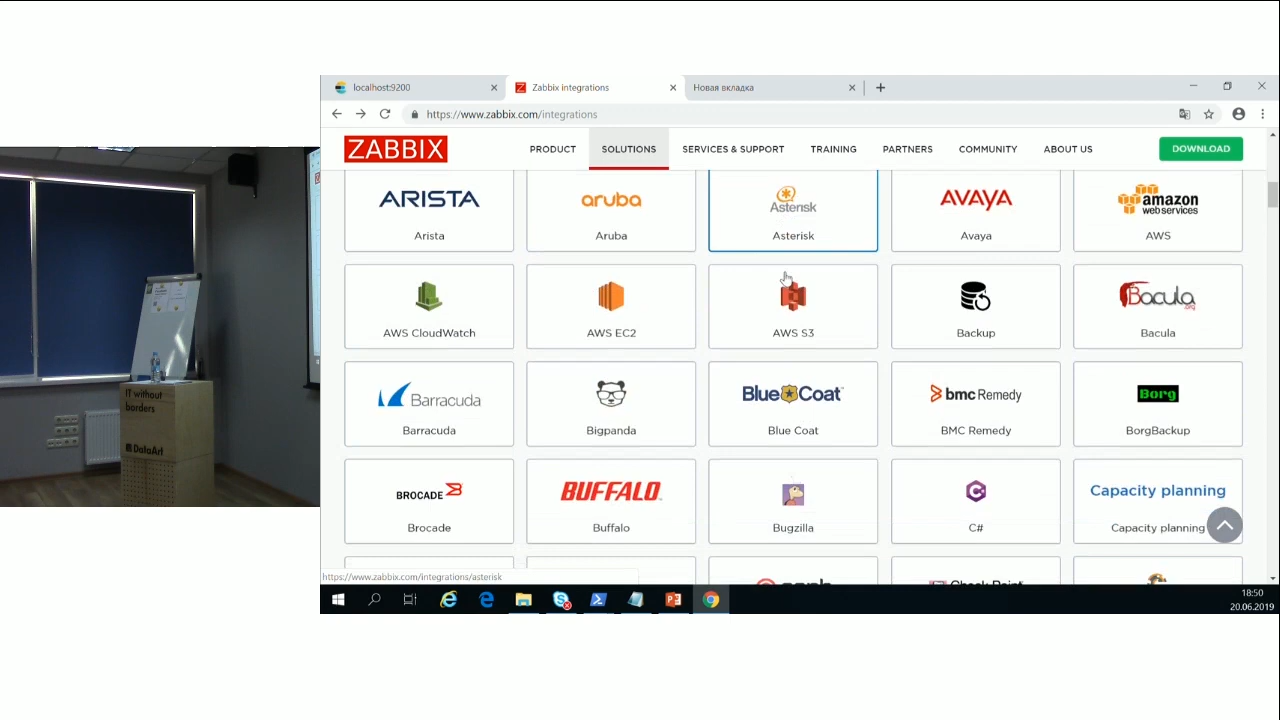 localhost:9200
Zabbix integrations
Новая вкладка
https://www.zabbix.com/integrations
ZABBIX
PRODUCT
SOLUTIONS
SERVICES & SUPPORT
TRAINING
PARTNERS
COMMUNITY
ABOUT US
DOWNLOAD
ARISTA
Arista
aruba
Aruba
Asterisk
Asterisk
AVAYA
Avaya
amazon
webservices
AWS
AWS CloudWatch
AWS EC2
AWS S3
Backup
Bacula.ORG
Bacula
Barracuda
Barracuda
Bigpanda
Blue Coat
Blue Coat
bmc Remedy
BMC Remedy
Borg
BorgBackup
BROCADE
Brocade
BUFFALO
Buffalo
Bugzilla
C#
Capacity planning
Capacity planning
Check Point
https://www.zabbix.com/integrations/asterisk
18:50
20.06.2019
IT without
borders
DataArt